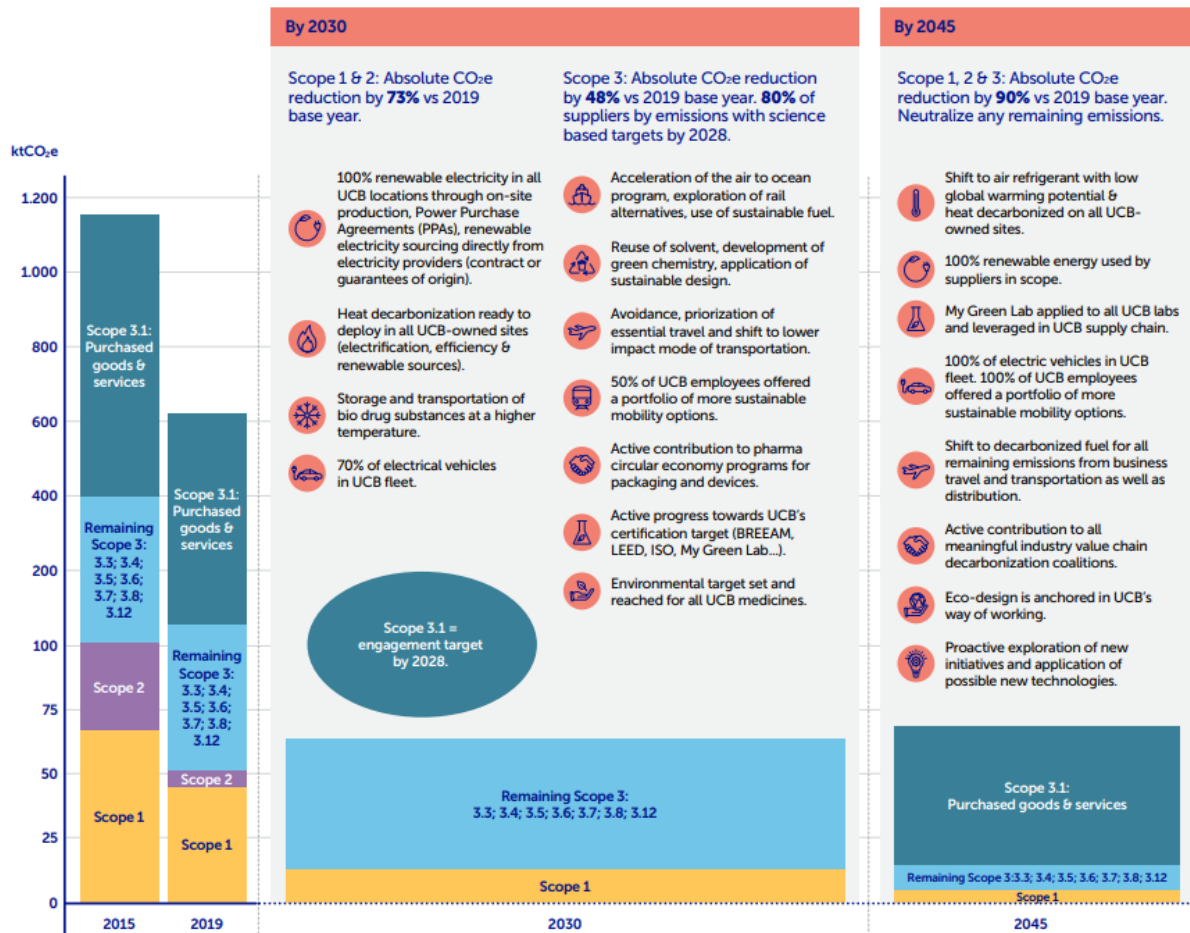 By 2030
Scope 1 & 2: Absolute CO₂e
reduction by 73% vs 2019
base year.
100% renewable electricity in all
UCB locations through on-site
production, Power Purchase
Agreements (PPAs), renewable
electricity sourcing directly from
electricity providers (contract or
guarantees of origin).
Heat decarbonization ready to
deploy in all UCB-owned sites
(electrification, efficiency &
renewable sources).
Storage and transportation of
bio drug substances at a higher
temperature.
70% of electrical vehicles
in UCB fleet.
Scope 3: Absolute CO₂e reduction
by 48% vs 2019 base year. 80% of
suppliers by emissions with science
based targets by 2028.
Acceleration of the air to ocean
program, exploration of rail
alternatives, use of sustainable fuel.
Reuse of solvent, development of
green chemistry, application of
sustainable design.
Avoidance, priorization of
essential travel and shift to lower
impact mode of transportation.
50% of UCB employees offered
a portfolio of more sustainable
mobility options.
Active contribution to pharma
circular economy programs for
packaging and devices.
Active progress towards UCB's
certification target (BREEAM,
LEED, ISO, My Green Lab...).
Environmental target set and
reached for all UCB medicines.
Scope 3.1 =
engagement target
by 2028.
By 2045
Scope 1, 2 & 3: Absolute CO₂e
reduction by 90% vs 2019 base year.
Neutralize any remaining emissions.
Shift to air refrigerant with low
global warming potential &
heat decarbonized on all UCB-
owned sites.
100% renewable energy used by
suppliers in scope.
My Green Lab applied to all UCB labs
and leveraged in UCB supply chain.
100% of electric vehicles in UCB
fleet. 100% of UCB employees
offered a portfolio of more
sustainable mobility options.
Shift to decarbonized fuel for all
remaining emissions from business
travel and transportation as well as
distribution.
Active contribution to all
meaningful industry value chain
decarbonization coalitions.
Eco-design is anchored in UCB's
way of working.
Proactive exploration of new
initiatives and application of
possible new technologies.
ktCO₂e
1.200
1.000
800
600
400
200
100
75
50
25
0
Scope 3.1:
Purchased
goods &
services
Remaining
Scope 3:
3.3; 3.4;
3.5; 3.6;
3.7; 3.8;
3.12
Scope 2
Scope 1
2015
Scope 3.1:
Purchased
goods &
services
Remaining
Scope 3:
3.3; 3.4;
3.5; 3.6;
3.7; 3.8;
3.12
Scope 2
Scope 1
2019
Remaining Scope 3:
3.3; 3.4; 3.5; 3.6; 3.7; 3.8; 3.12
Scope 1
2030
Scope 3.1:
Purchased goods & services
Remaining Scope 3:3.3; 3.4; 3.5; 3.6; 3.7; 3.8; 3.12
Scope 1
2045